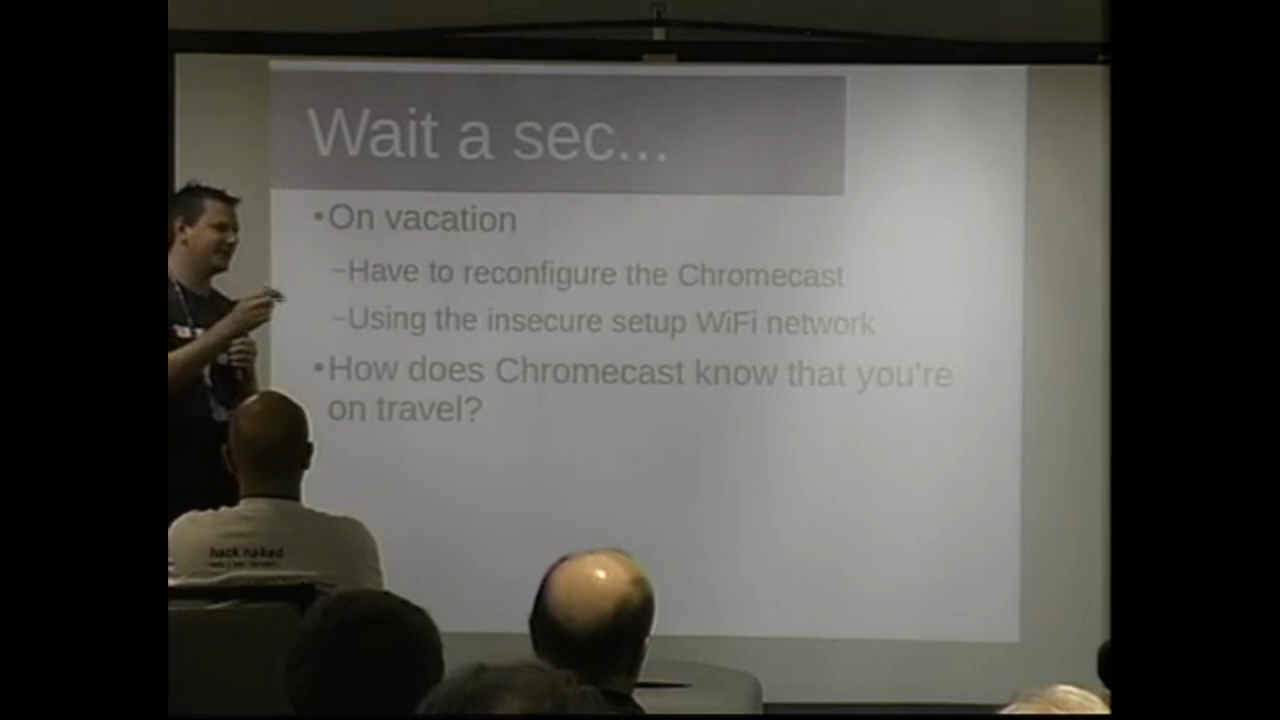 Wait a sec...
•On vacation
–Have to reconfigure the Chromecast
–Using the insecure setup WiFi network
•How does Chromecast know that you're
on travel?
hack naked